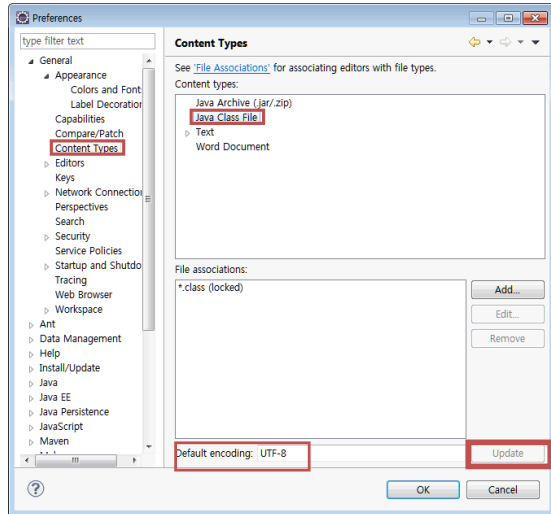 Preferences
type filter text
Content Types
General
Appearance
Colors and Font
Label Decoration
Capabilities
Compare/Patch
Content Types
Editors
Keys
Network Connection
Perspectives
Search
Security
Service Policies
Startup and Shutdo
Tracing
Web Browser
Workspace
Ant
Data Management
Help
Install/Update
Java
Java EE
Java Persistence
JavaScript
Maven
See 'File Associations' for associating editors with file types.
Content types:
Java Archive (.jar/.zip)
Java Class File
Text
Word Document
File associations:
*.class (locked)
Add...
Edit...
Remove
Default encoding: UTF-8
Update
OK
Cancel